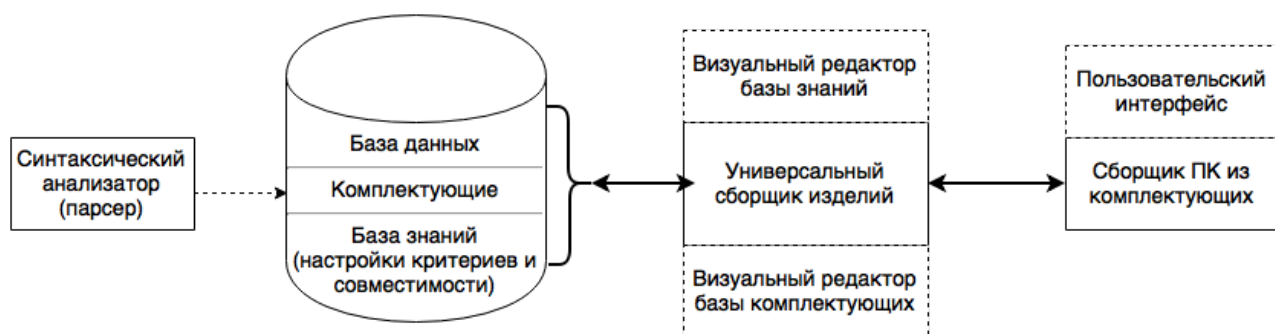 Синтаксический
анализатор
(парсер)
База данных
Комплектующие
База знаний
(настройки критериев и
совместимости)
Визуальный редактор
базы знаний
Универсальный
сборщик изделий
Визуальный редактор
базы комплектующих
Пользовательский
интерфейс
Сборщик ПК из
комплектующих